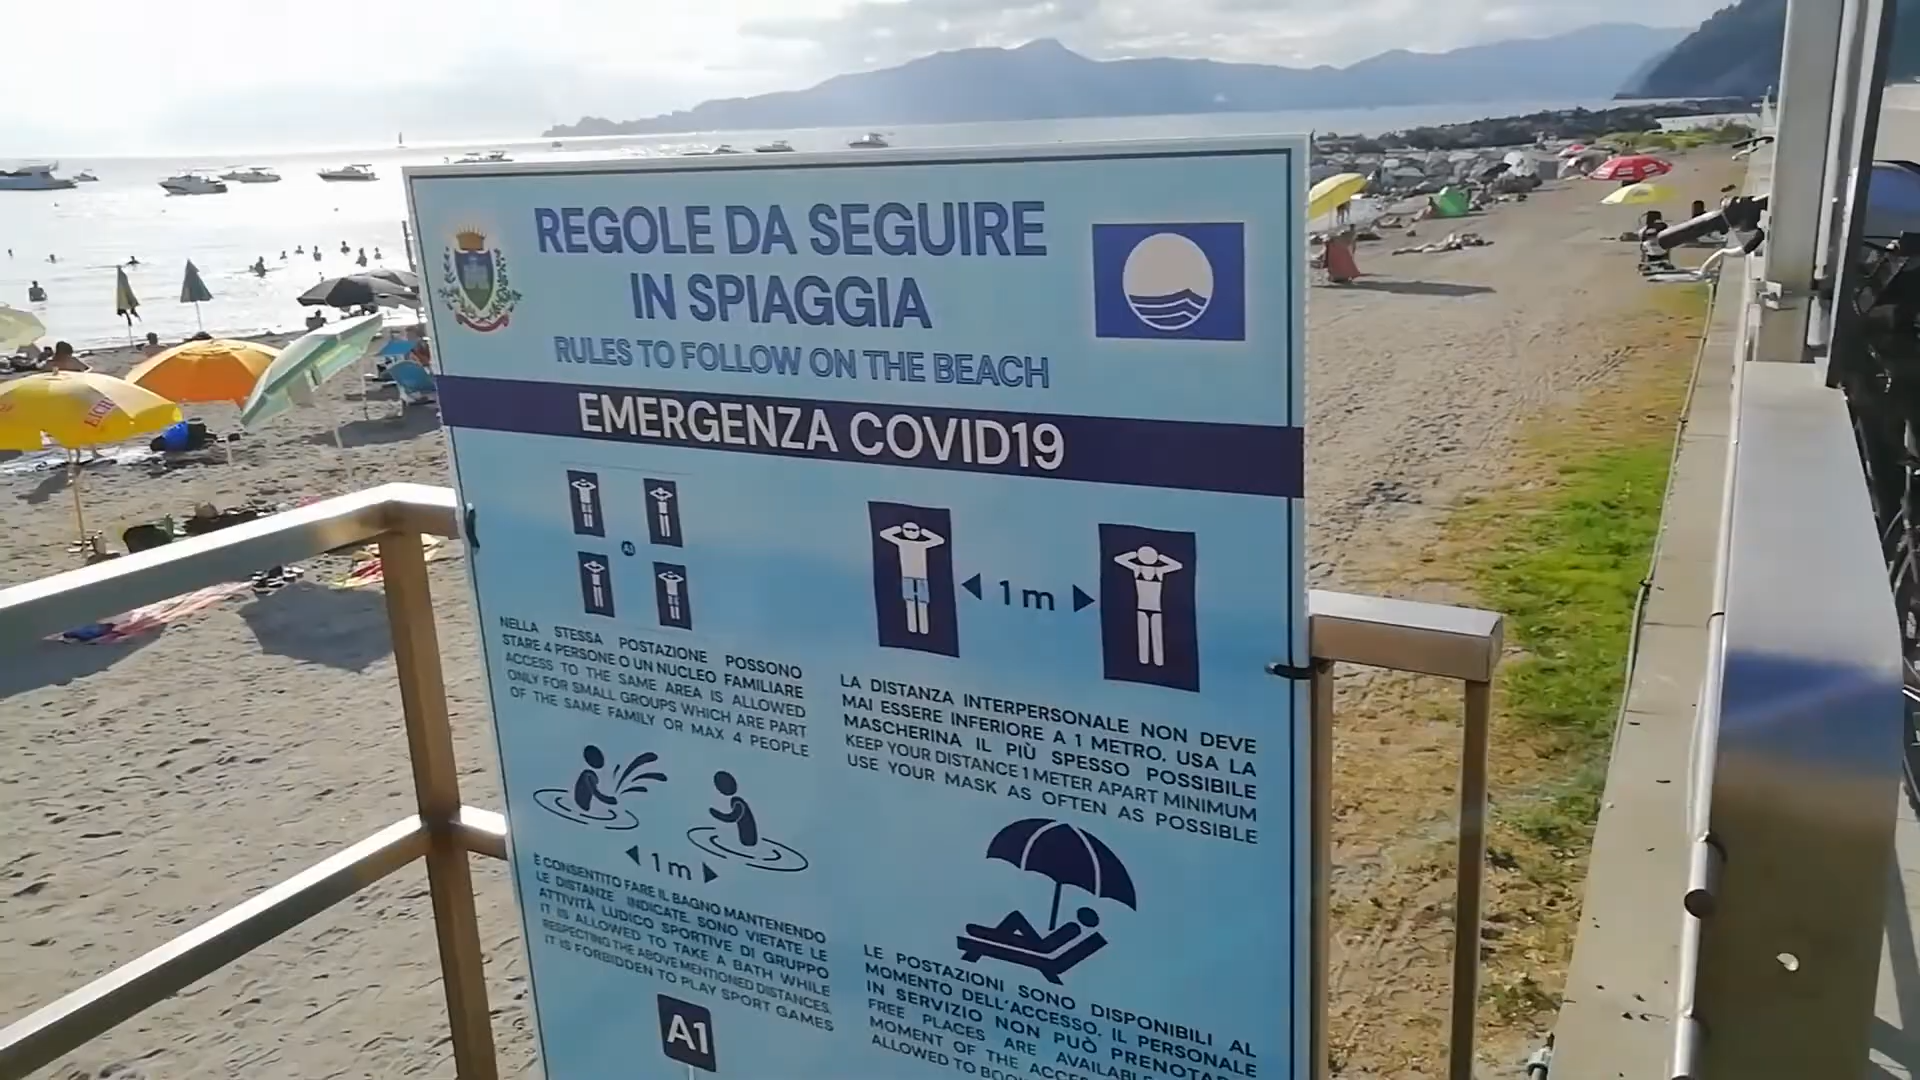 REGOLE DA SEGUIRE
IN SPIAGGIA
RULES TO FOLLOW ON THE BEACH
EMERGENZA COVID19
NELLA STESSA POSTAZIONE POSSONO
STARE 4 PERSONE O UN NUCLEO FAMILIARE
ACCESS TO THE SAME AREA IS ALLOWED
ONLY FOR SMALL GROUPS WHICH ARE PART
OF THE SAME FAMILY OR MAX 4 PEOPLE
1 m
LA DISTANZA INTERPERSONALE NON DEVE
MAI ESSERE INFERIORE A 1 METRO. USA LA
MASCHERINA IL PIÙ SPESSO POSSIBILE
KEEP YOUR DISTANCE 1 METER APART MINIMUM
USE YOUR MASK AS OFTEN AS POSSIBLE
1 m
È CONSENTITO FARE IL BAGNO MANTENENDO
LE DISTANZE INDICATE. SONO VIETATE LE
ATTIVITÀ LUDICO SPORTIVE DI GRUPPO
IT IS ALLOWED TO TAKE A BATH WHILE
RESPECTING THE ABOVE MENTIONED DISTANCES.
IT IS FORBIDDEN TO PLAY SPORT GAMES
LE POSTAZIONI SONO DISPONIBILI AL
MOMENTO DELL'ACCESSO. IL PERSONALE
IN SERVIZIO NON PUÒ
FREE PLACES ARE
MOMENT OF THE
ALLOWED TO
A1